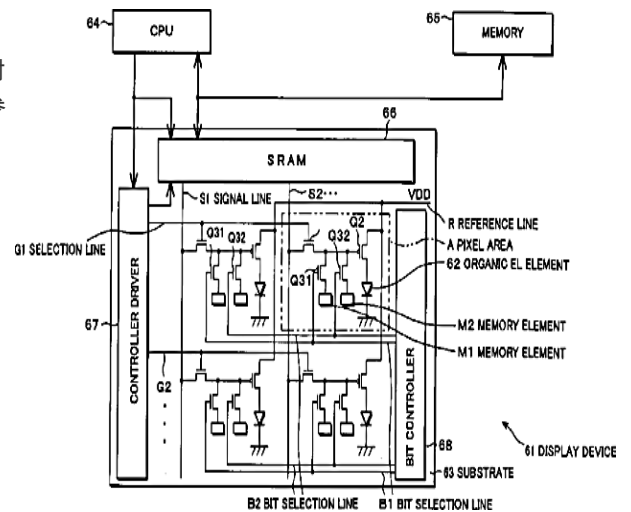 64
CPU
65
MEMORY
66
SRAM
S1 SIGNAL LINE
S2...
VDD
R REFERENCE LINE
G1 SELECTION LINE
Q31
Q32
Q32
Q2
A PIXEL AREA
62 ORGANIC EL ELEMENT
Q31
M2 MEMORY ELEMENT
M1 MEMORY ELEMENT
67
CONTROLLER DRIVER
G2
BIT CONTROLLER
68
61 DISPLAY DEVICE
63 SUBSTRATE
B2 BIT SELECTION LINE
B1 BIT SELECTION LINE